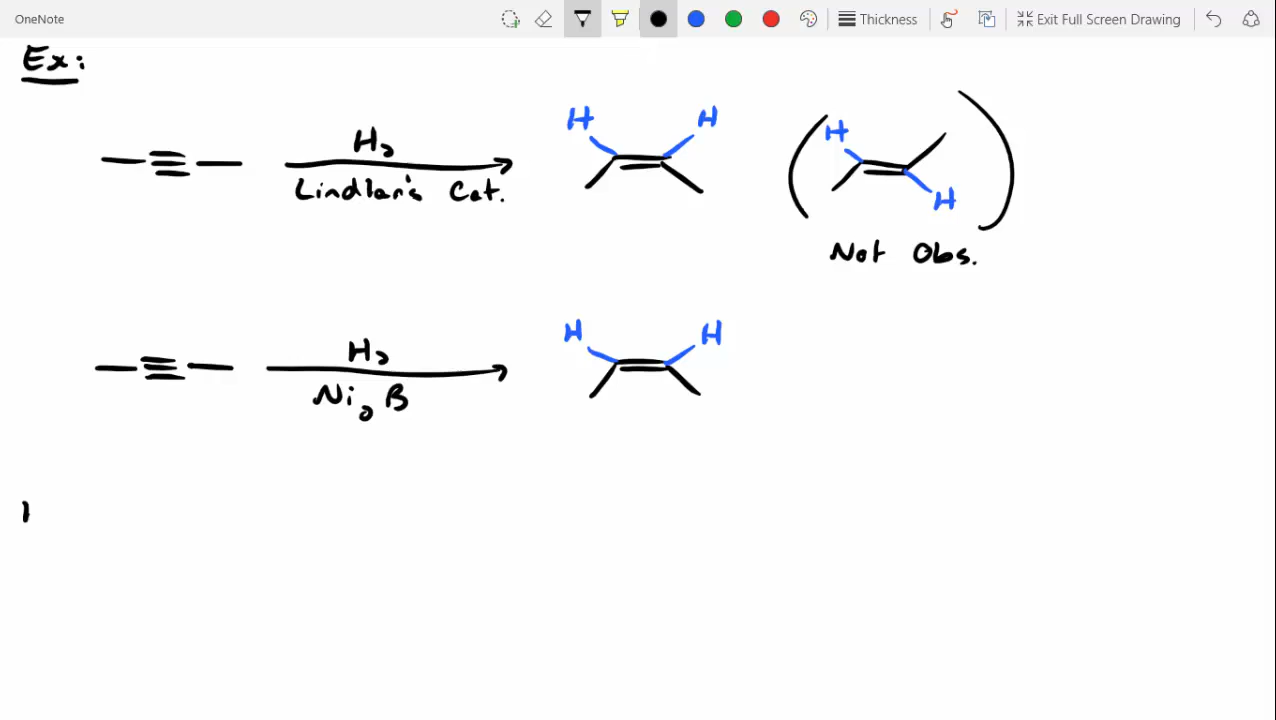 OneNote
Thickness
Exit Full Screen Drawing
Ex:
H₂
Lindlar's Cat.
H H
H
H
Not Obs.
H₂
Ni₂B
H H